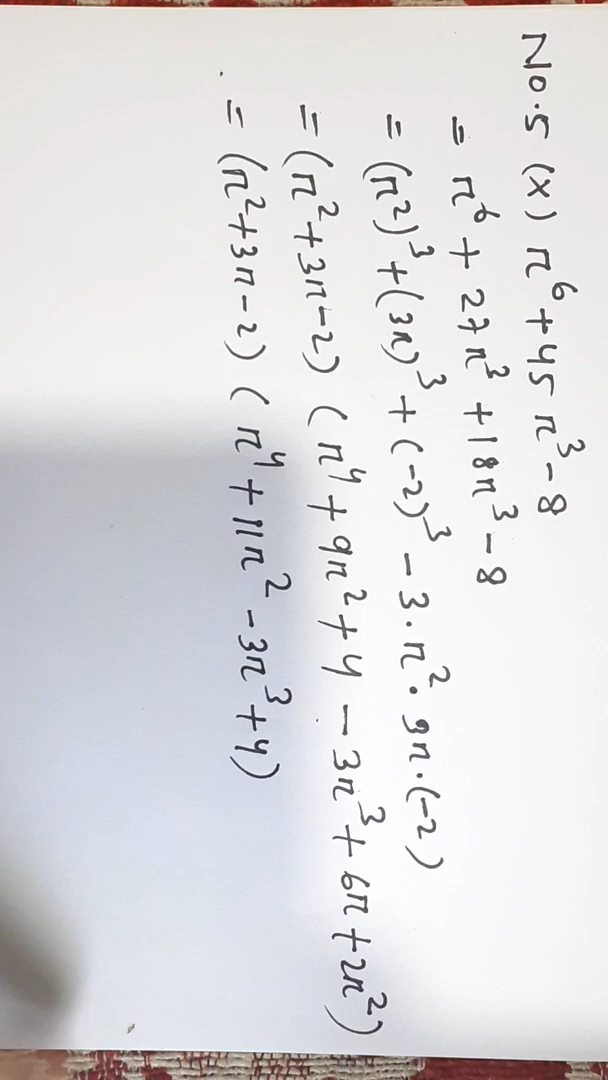 No.5 (x) x⁶ + 45x³ - 8
= x⁶ + 27x³ + 18x³ - 8
= (x²)³ + (3x)³ + (-2)³ - 3·x²·3x·(-2)
= (x²+3x-2) (x⁴ + 9x² + 4 - 3x³ + 6x + 2x²)
= (x²+3x-2) (x⁴ + 11x² - 3x³ + 4)